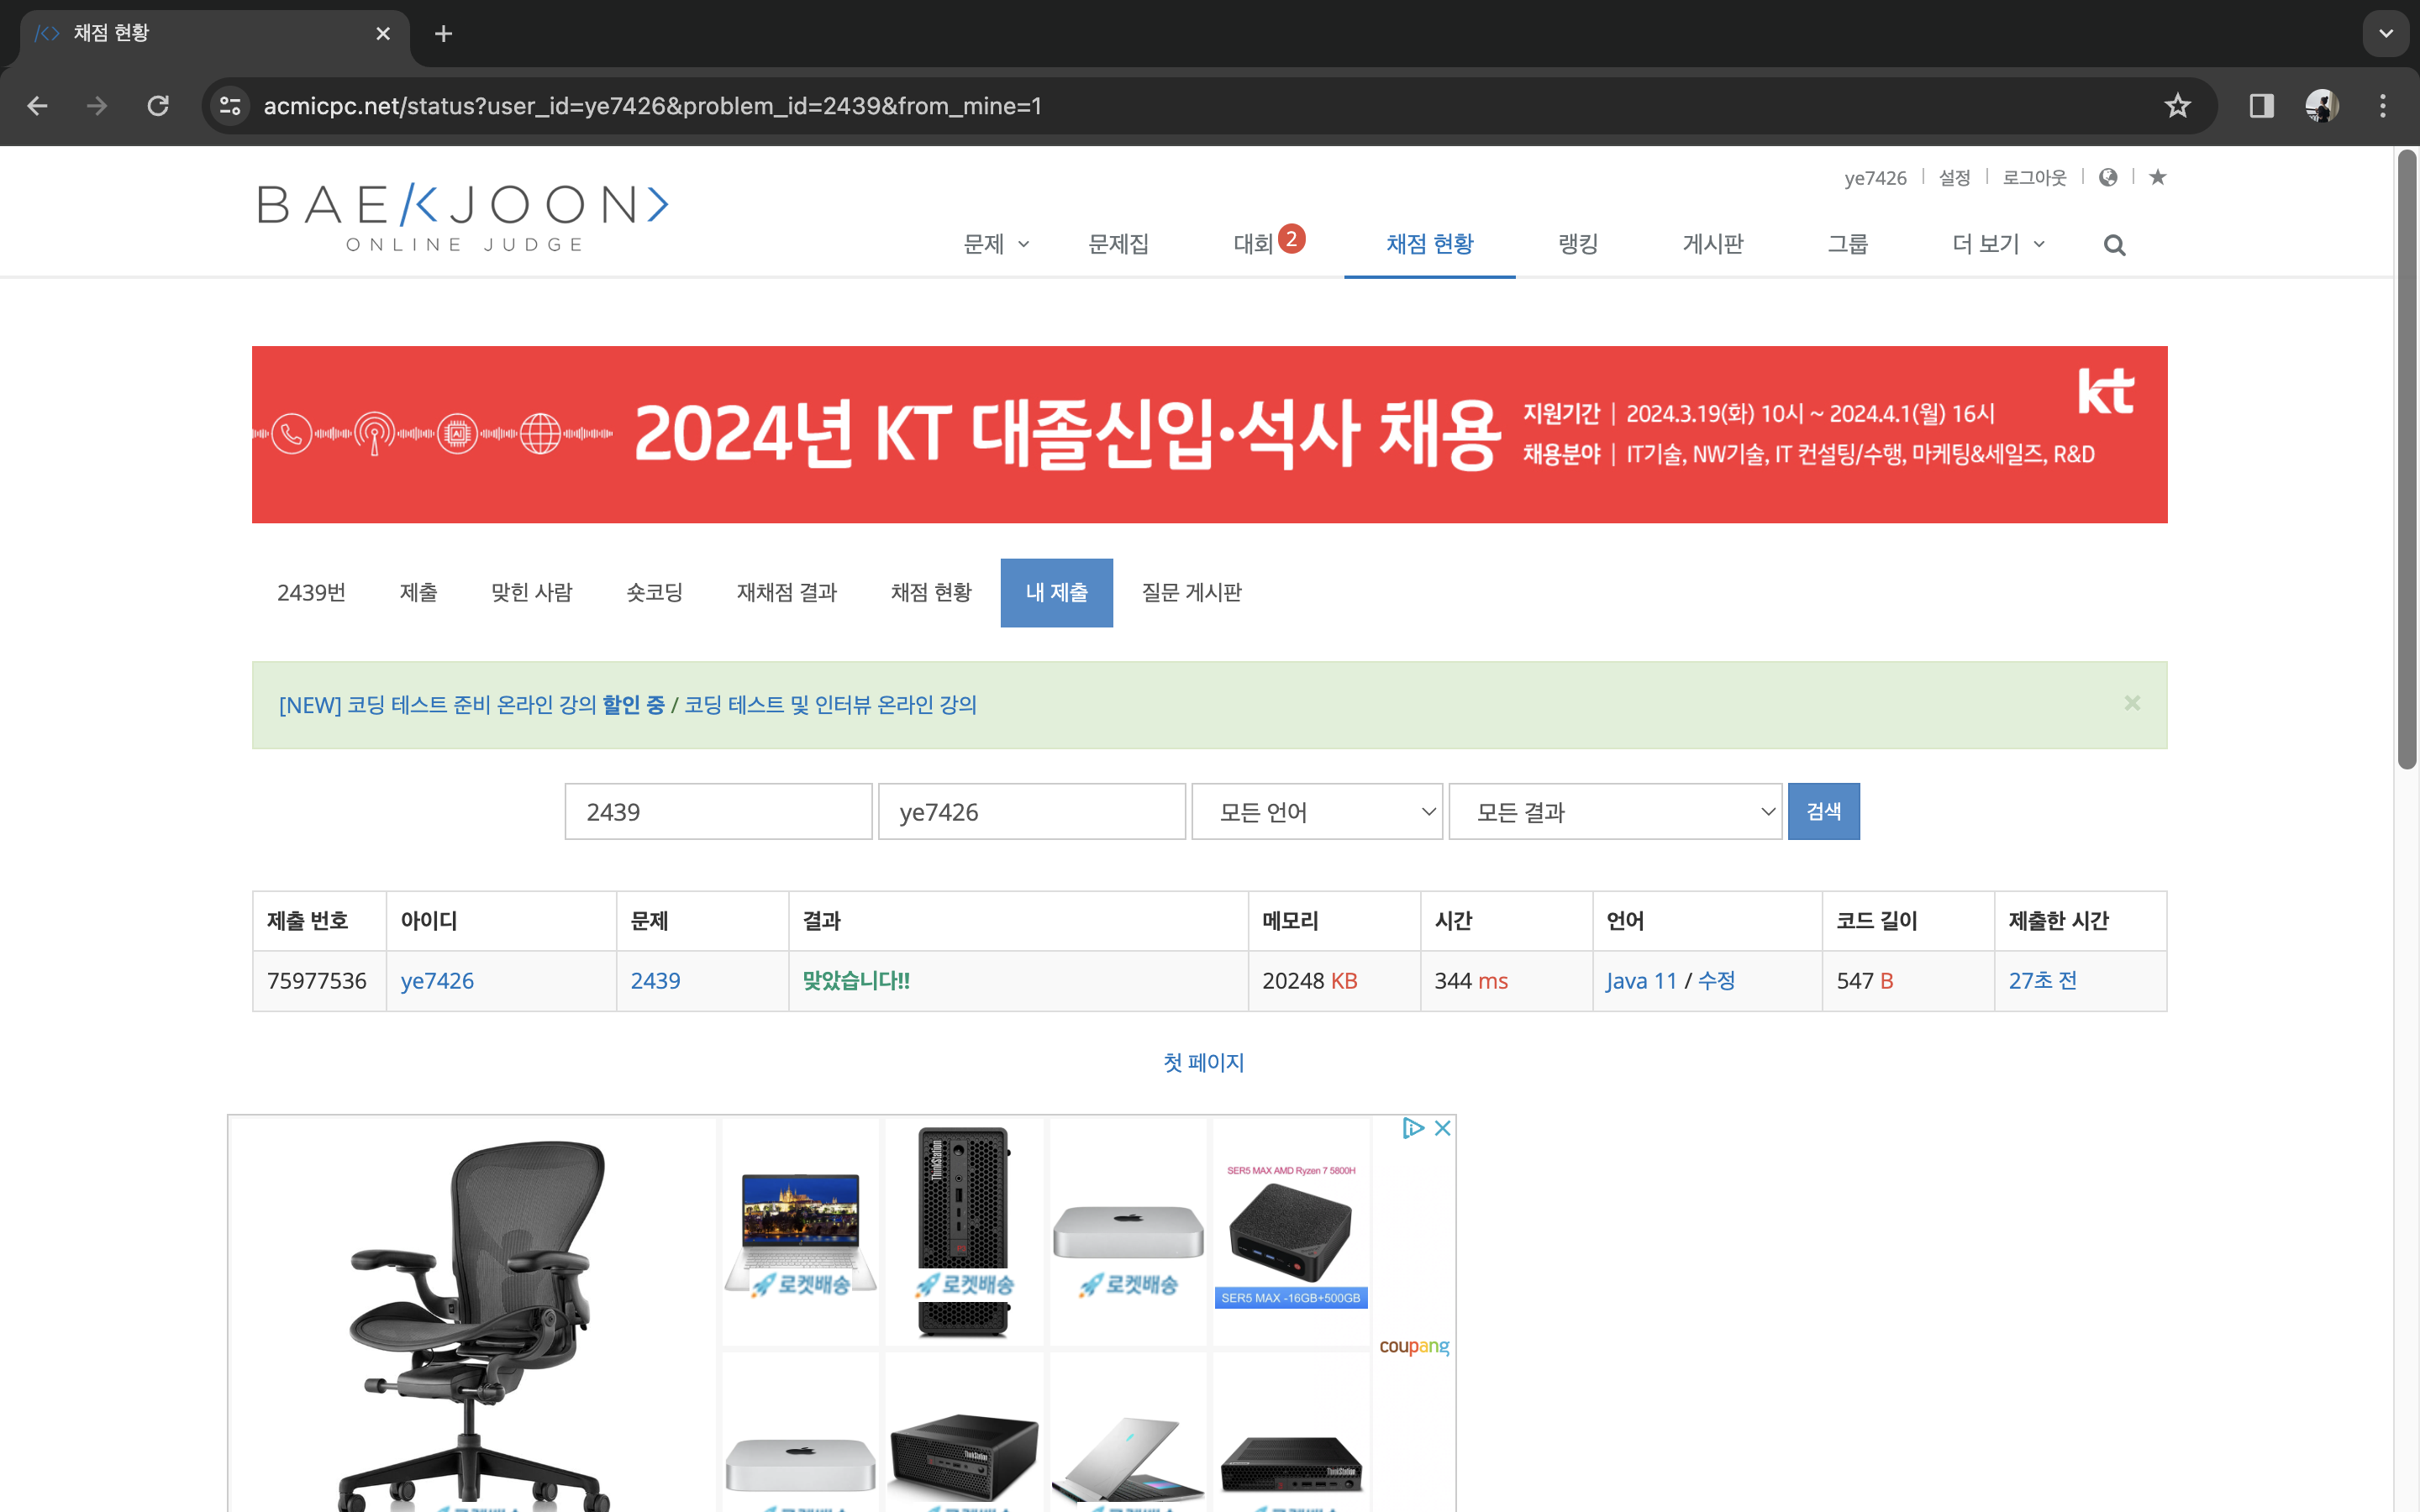 채점 현황
acmicpc.net/status?user_id=ye7426&problem_id=2439&from_mine=1
ye7426 설정 로그아웃
BAEKJOON
ONLINE JUDGE
문제 문제집 대회 2 채점 현황 랭킹 게시판 그룹 더 보기
kt
2024년 KT 대졸신입·석사 채용
지원기간 | 2024.3.19(화) 10시 ~ 2024.4.1(월) 16시
채용분야 | IT기술, NW기술, IT 컨설팅/수행, 마케팅&세일즈, R&D
AI
2439번 제출 맞힌 사람 숏코딩 재채점 결과 채점 현황 내 제출 질문 게시판
[NEW] 코딩 테스트 준비 온라인 강의 할인 중 / 코딩 테스트 및 인터뷰 온라인 강의
2439 ye7426 모든 언어 모든 결과 검색
제출 번호 아이디 문제 결과 메모리 시간 언어 코드 길이 제출한 시간
75977536 ye7426 2439 맞았습니다!! 20248 KB 344 ms Java 11 / 수정 547 B 27초 전
첫 페이지
ThinkStation
SER5 MAX AMD Ryzen 7 5800H
로켓배송 로켓배송 로켓배송
SER5 MAX -16GB+500GB
coupang
ThinkStation
ThinkStation